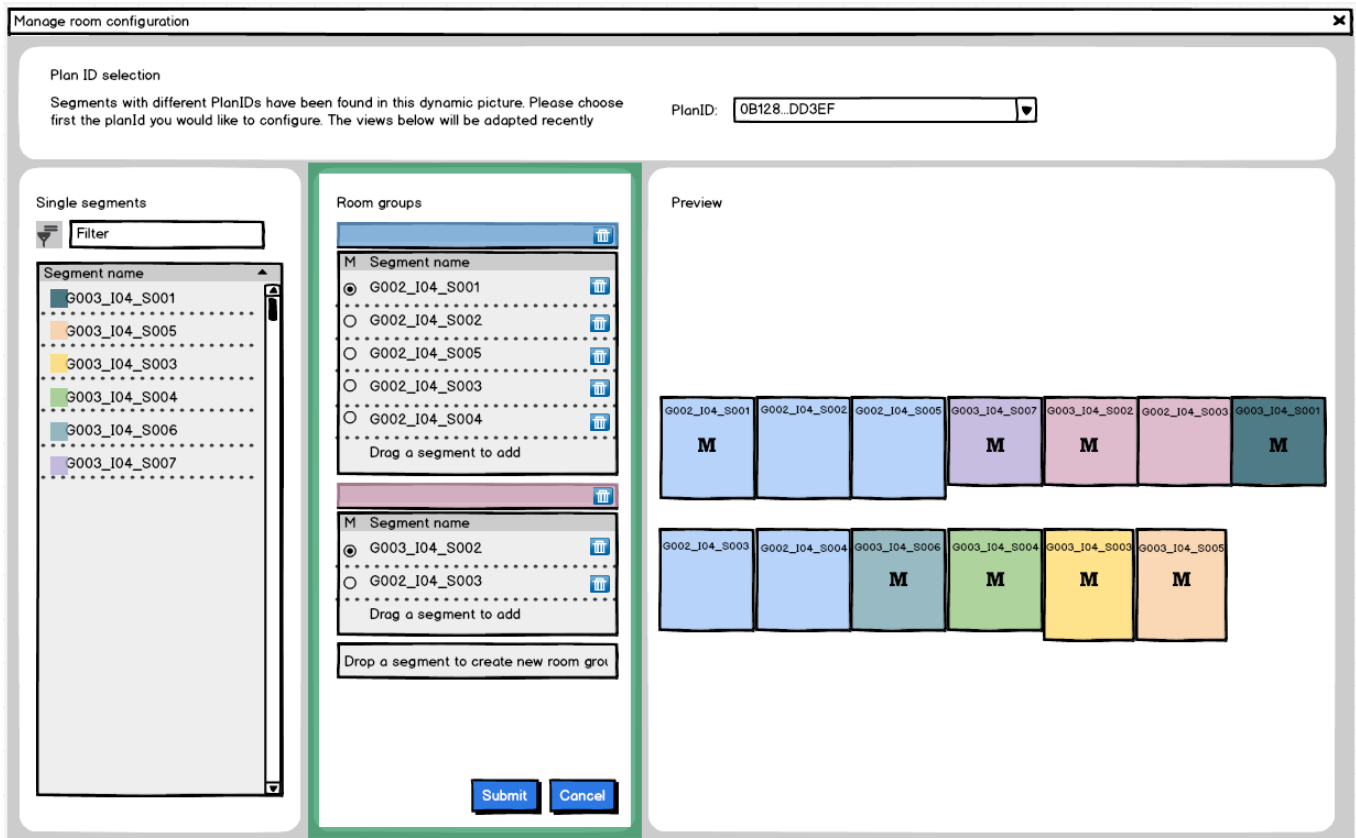 Manage room configuration
Plan ID selection
Segments with different PlanIDs have been found in this dynamic picture. Please choose
first the planId you would like to configure. The views below will be adapted recently
PlanID:
0B128...DD3EF
Single segments
Filter
Segment name
G003_I04_S001
G003_I04_S005
G003_I04_S003
G003_I04_S004
G003_I04_S006
G003_I04_S007
Room groups
M Segment name
G002_I04_S001
G002_I04_S002
G002_I04_S005
G002_I04_S003
G002_I04_S004
Drag a segment to add
M Segment name
G003_I04_S002
G002_I04_S003
Drag a segment to add
Drop a segment to create new room grou
Submit Cancel
Preview
G002_I04_S001 G002_I04_S002 G002_I04_S005 G003_I04_S007 G003_I04_S002 G002_I04_S003 G003_I04_S001
M M M M
G002_I04_S003 G002_I04_S004 G003_I04_S006 G003_I04_S004 G003_I04_S003 G003_I04_S005
M M M M